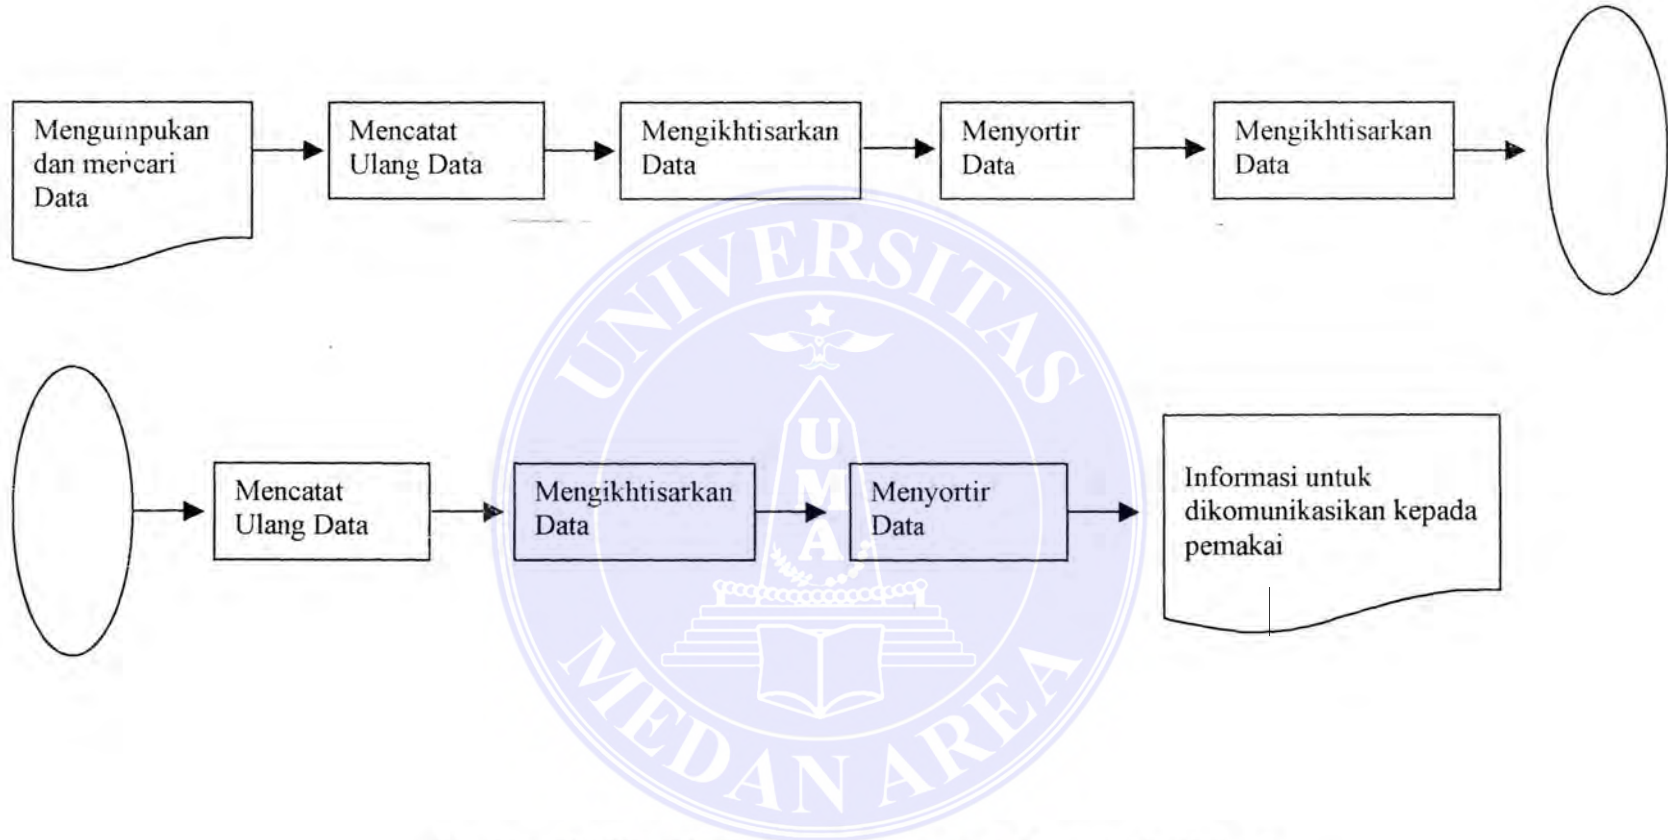 Mengumpukan
dan mencari
Data
Mencatat
Ulang Data
Mengikhtisarkan
Data
Menyortir
Data
Mengikhtisarkan
Data
Mencatat
Ulang Data
Mengikhtisarkan
Data
Menyortir
Data
Informasi untuk
dikomunikasikan kepada
pemakai
UNIVERSITAS
UMA
MEDAN AREA